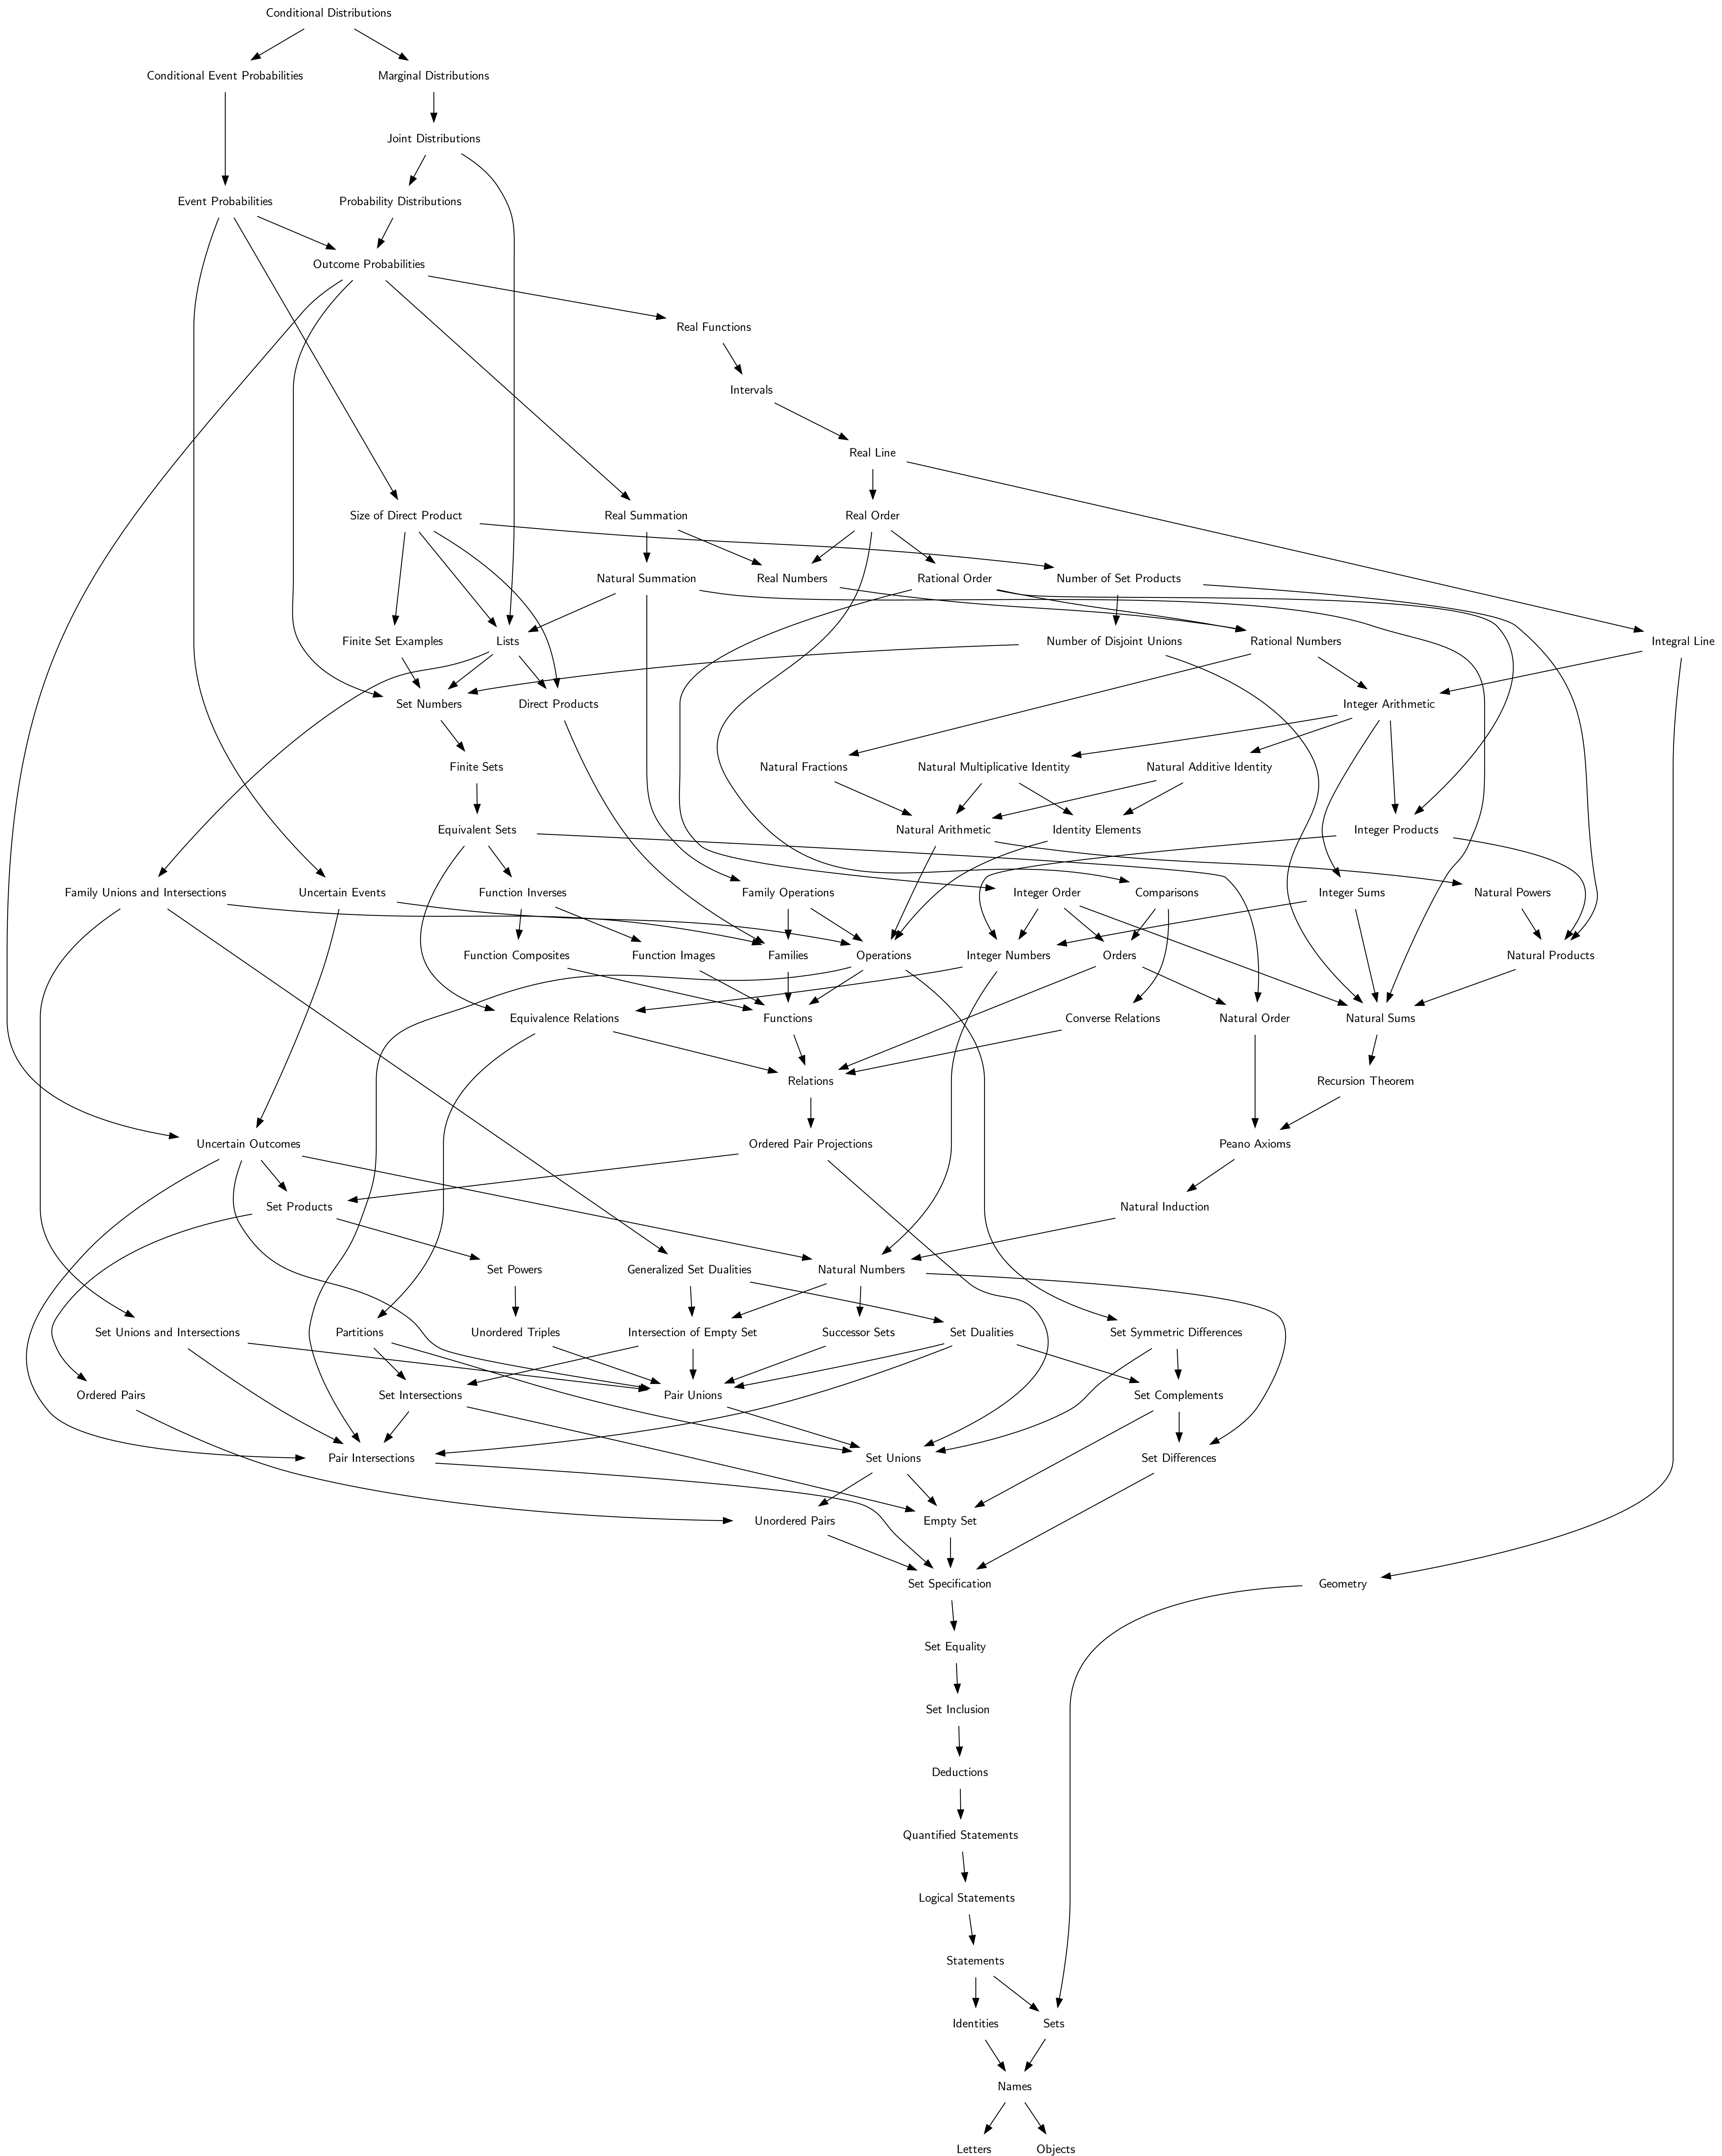 Conditional Distributions
Conditional Event Probabilities
Marginal Distributions
Joint Distributions
Event Probabilities
Probability Distributions
Outcome Probabilities
Real Functions
Intervals
Real Line
Size of Direct Product
Real Summation
Real Order
Natural Summation
Real Numbers
Rational Order
Number of Set Products
Finite Set Examples
Lists
Number of Disjoint Unions
Rational Numbers
Integral Line
Set Numbers
Direct Products
Integer Arithmetic
Finite Sets
Natural Fractions
Natural Multiplicative Identity
Natural Additive Identity
Equivalent Sets
Natural Arithmetic
Identity Elements
Integer Products
Family Unions and Intersections
Uncertain Events
Function Inverses
Family Operations
Integer Order
Comparisons
Integer Sums
Natural Powers
Function Composites
Function Images
Families
Operations
Integer Numbers
Orders
Natural Products
Equivalence Relations
Functions
Converse Relations
Natural Order
Natural Sums
Relations
Recursion Theorem
Uncertain Outcomes
Ordered Pair Projections
Peano Axioms
Set Products
Natural Induction
Set Powers
Generalized Set Dualities
Natural Numbers
Set Unions and Intersections
Partitions
Unordered Triples
Intersection of Empty Set
Successor Sets
Set Dualities
Set Symmetric Differences
Ordered Pairs
Set Intersections
Pair Unions
Set Complements
Pair Intersections
Set Unions
Set Differences
Unordered Pairs
Empty Set
Set Specification
Geometry
Set Equality
Set Inclusion
Deductions
Quantified Statements
Logical Statements
Statements
Identities
Sets
Names
Letters
Objects